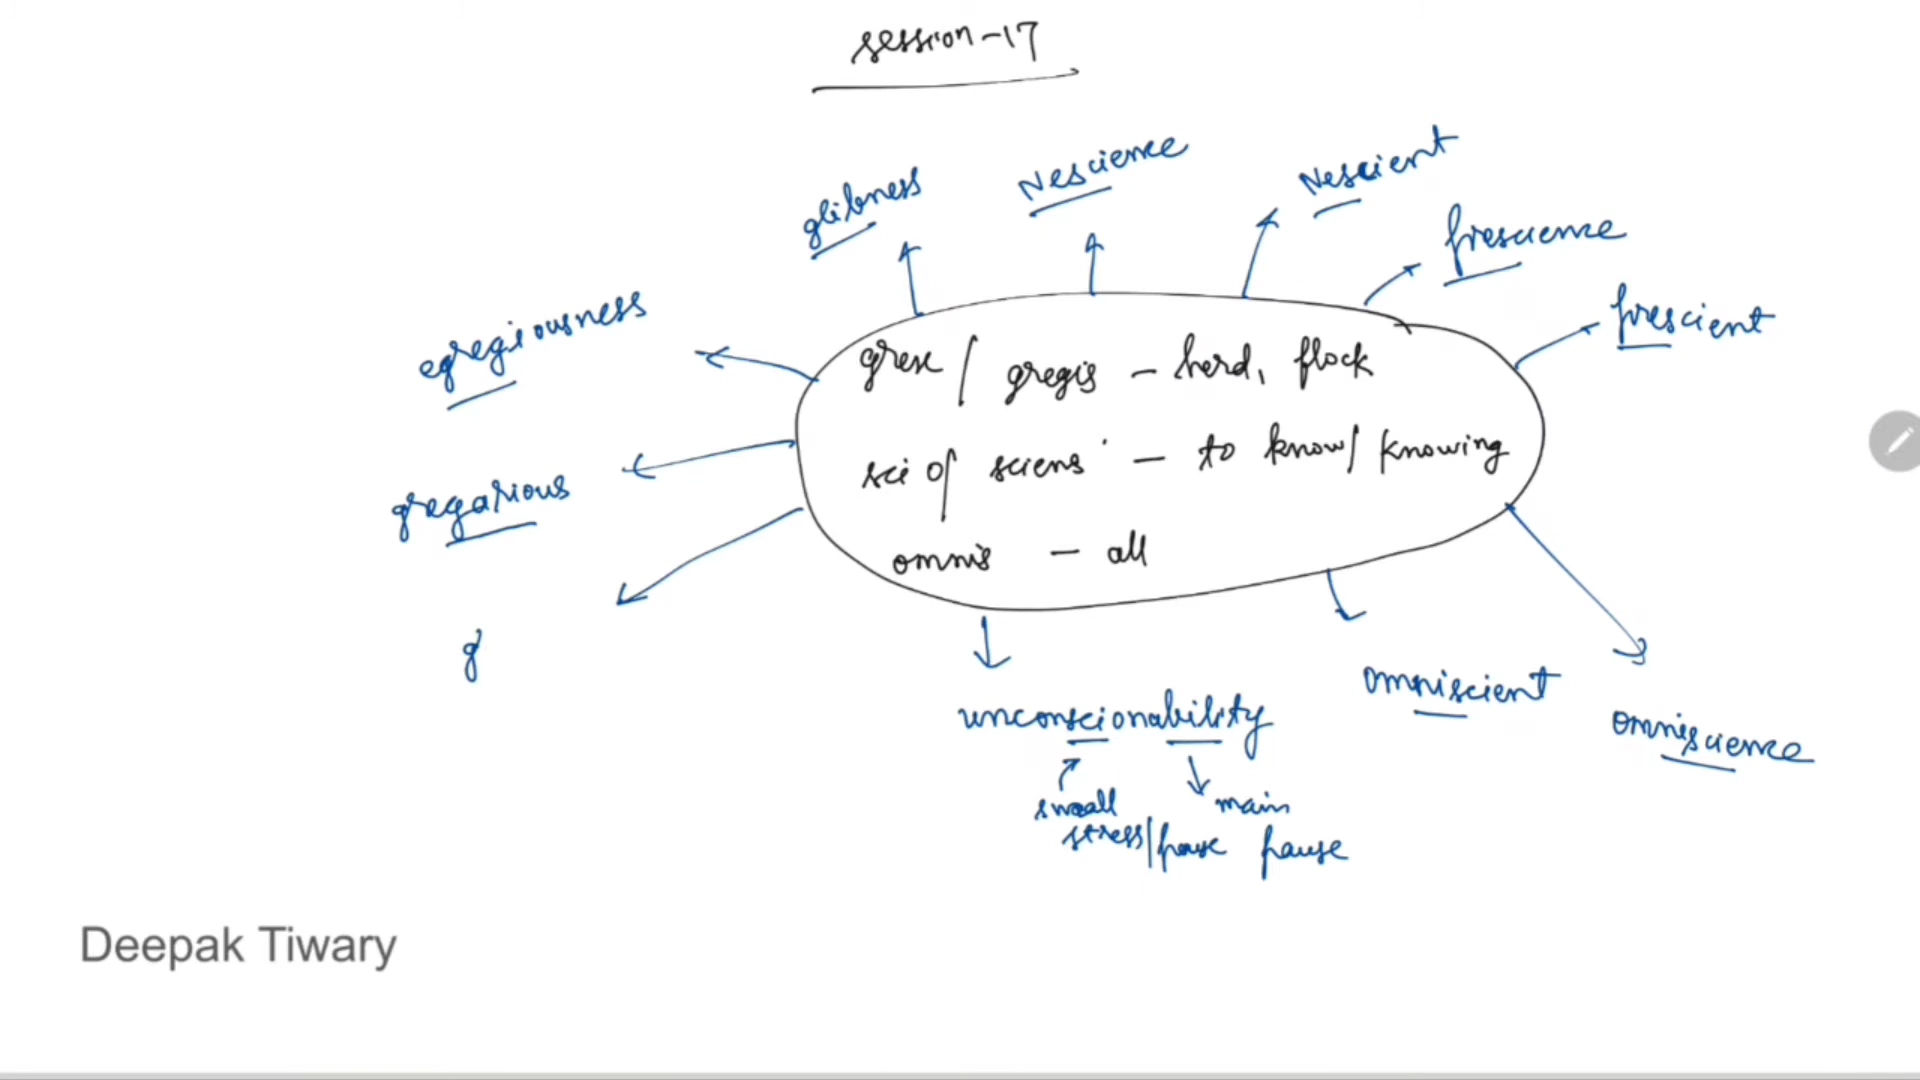 session-17
glibness
Nescience
Nescient
prescience
prescient
egregiousness
gregarious
g
grex / gregis - herd, flock
sci of sciens - to know/ knowing
omnis - all
unconscionability
small stress/pause
main pause
omniscient
omniscience
Deepak Tiwary